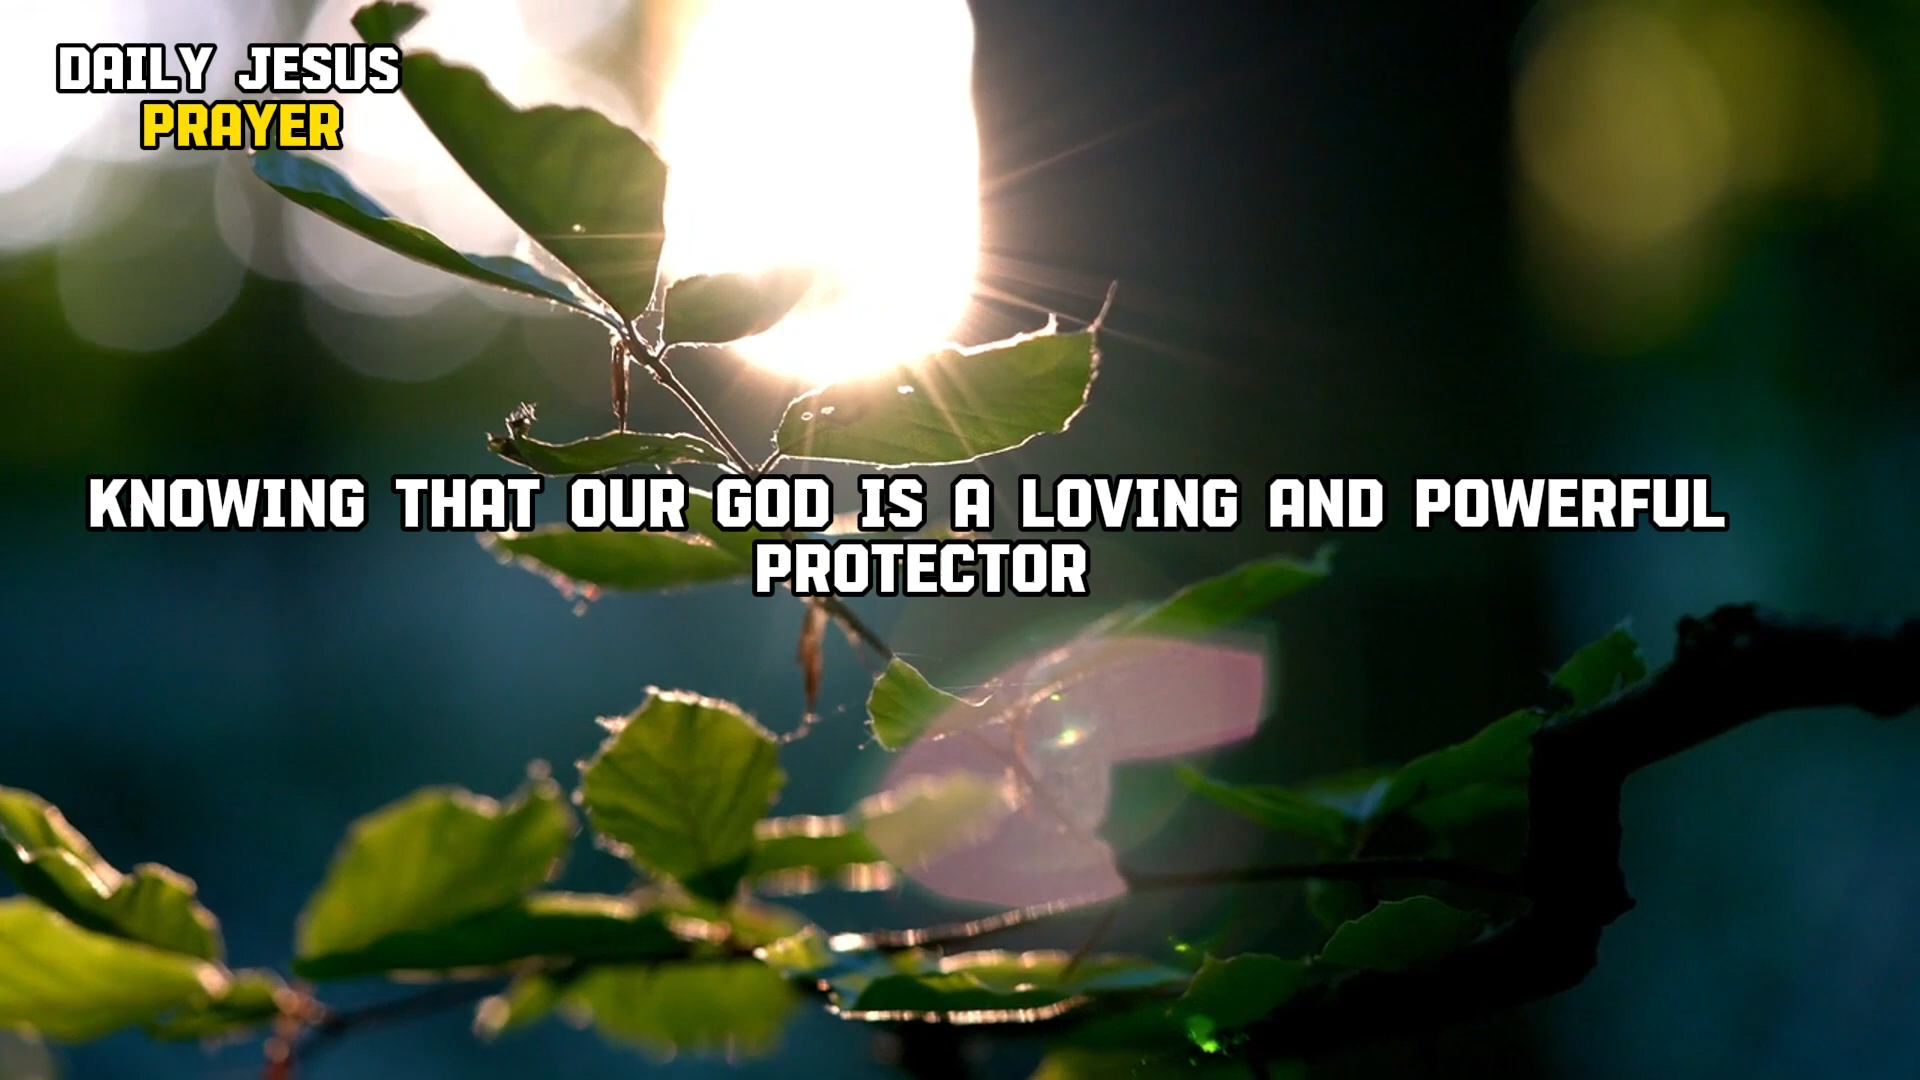 DAILY JESUS
PRAYER
KNOWING THAT OUR GOD IS A LOVING AND POWERFUL
PROTECTOR